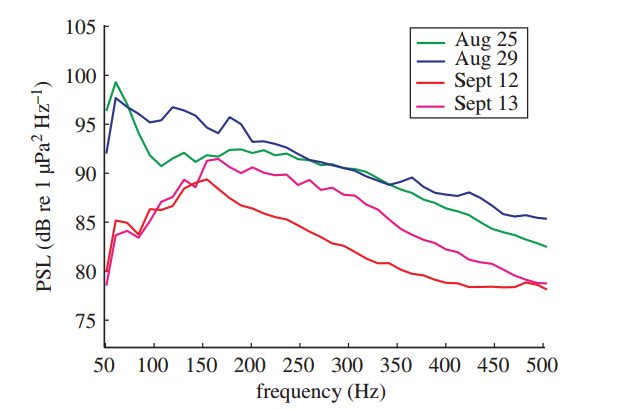 105
100
95
90
85
80
75
PSL (dB re 1 μPa² Hz⁻¹)
Aug 25
Aug 29
Sept 12
Sept 13
50 100 150 200 250 300 350 400 450 500
frequency (Hz)